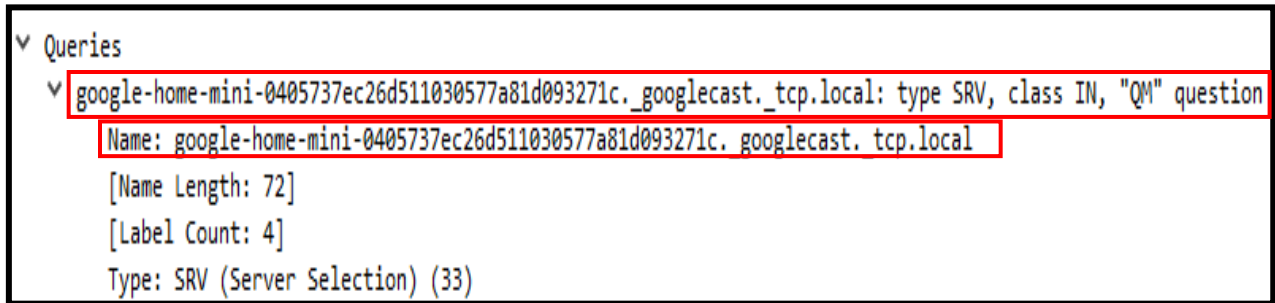 Queries
google-home-mini-0405737ec26d511030577a81d093271c._googlecast._tcp.local: type SRV, class IN, "QM" question
Name: google-home-mini-0405737ec26d511030577a81d093271c._googlecast._tcp.local
[Name Length: 72]
[Label Count: 4]
Type: SRV (Server Selection) (33)